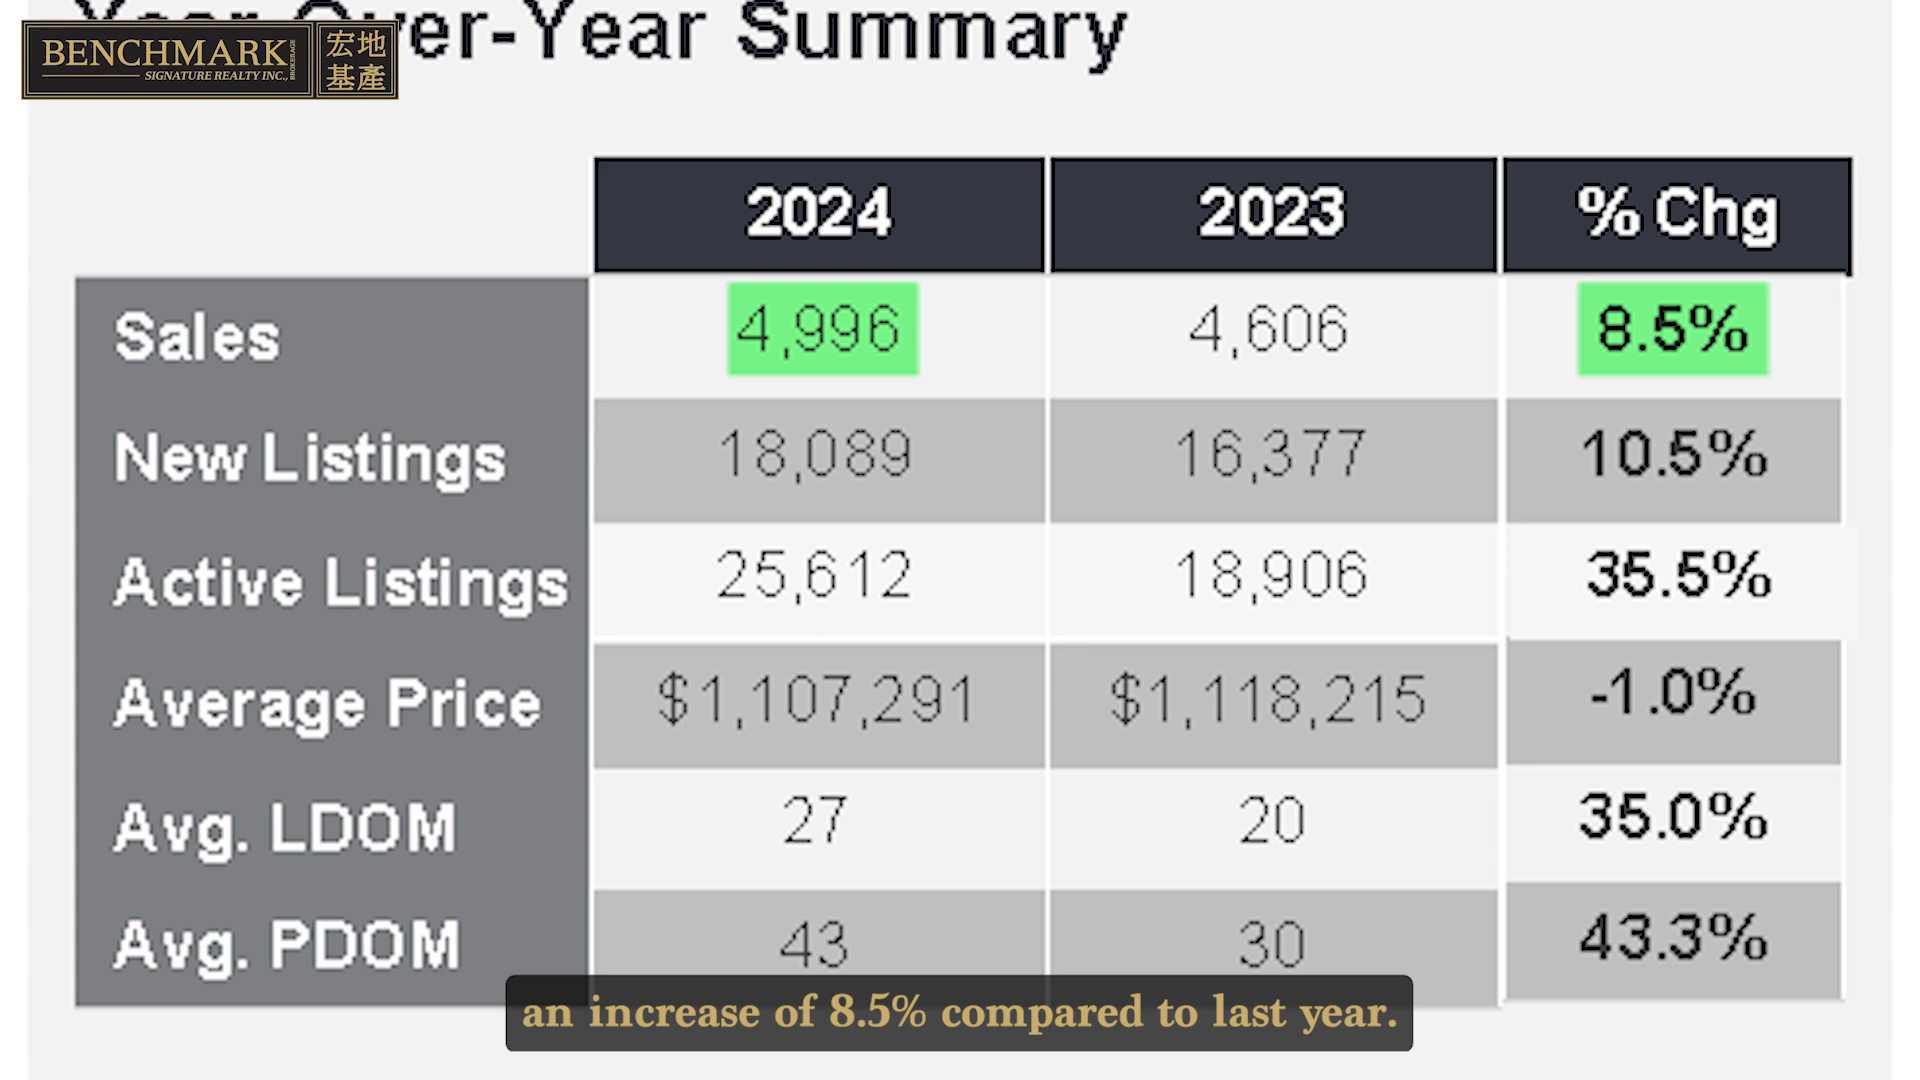 Year-Over-Year Summary
BENCHMARK
SIGNATURE REALTY INC.,
BROKERAGE
宏地
基產
2024 2023 % Chg
Sales 4,996 4,606 8.5%
New Listings 18,089 16,377 10.5%
Active Listings 25,612 18,906 35.5%
Average Price $1,107,291 $1,118,215 -1.0%
Avg. LDOM 27 20 35.0%
Avg. PDOM 43 30 43.3%
an increase of 8.5% compared to last year.